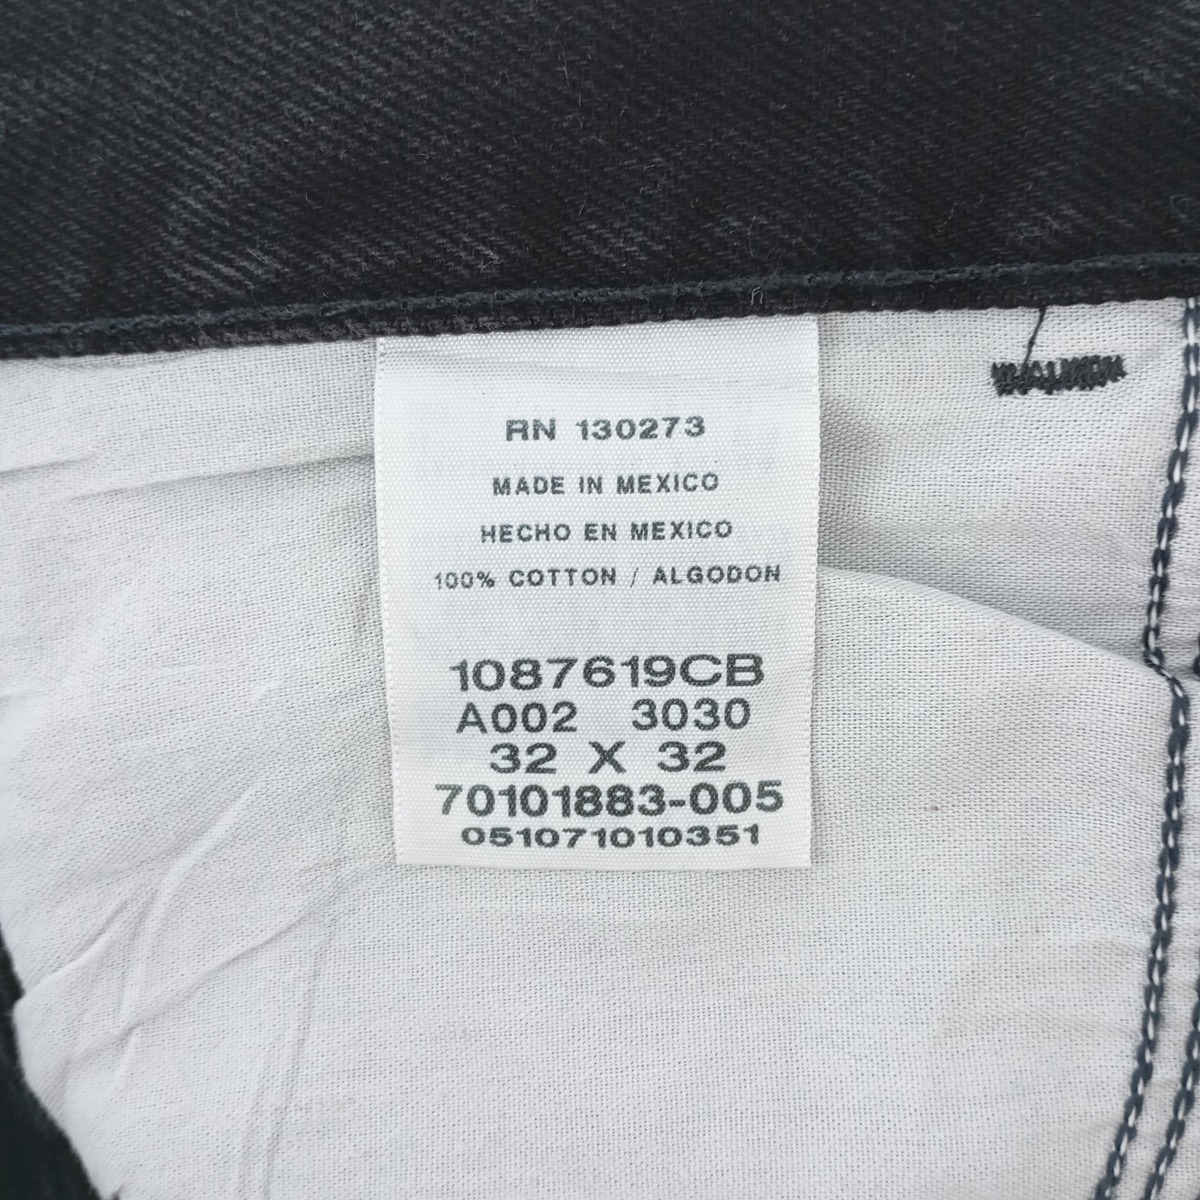 RN 130273
MADE IN MEXICO
HECHO EN MEXICO
100% COTTON / ALGODON
1087619CB
A002 3030
32 X 32
70101883-005
051071010351